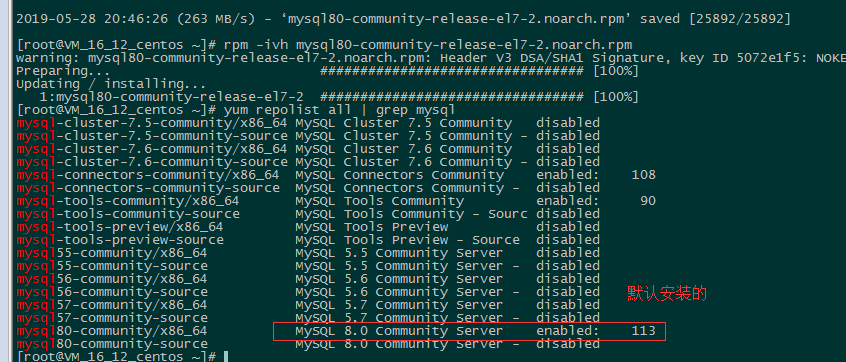 2019-05-28 20:46:26 (263 MB/s) - ‘mysql80-community-release-el7-2.noarch.rpm’ saved [25892/25892]
[root@VM_16_12_centos ~]# rpm -ivh mysql80-community-release-el7-2.noarch.rpm
warning: mysql80-community-release-el7-2.noarch.rpm: Header V3 DSA/SHA1 Signature, key ID 5072e1f5: NOKE
Preparing... ################################# [100%]
Updating / installing...
1:mysql80-community-release-el7-2 ################################# [100%]
[root@VM_16_12_centos ~]# yum repolist all | grep mysql
mysql-cluster-7.5-community/x86_64 MySQL Cluster 7.5 Community disabled
mysql-cluster-7.5-community-source MySQL Cluster 7.5 Community - disabled
mysql-cluster-7.6-community/x86_64 MySQL Cluster 7.6 Community disabled
mysql-cluster-7.6-community-source MySQL Cluster 7.6 Community - disabled
mysql-connectors-community/x86_64 MySQL Connectors Community enabled: 108
mysql-connectors-community-source MySQL Connectors Community - disabled
mysql-tools-community/x86_64 MySQL Tools Community enabled: 90
mysql-tools-community-source MySQL Tools Community - Sourc disabled
mysql-tools-preview/x86_64 MySQL Tools Preview disabled
mysql-tools-preview-source MySQL Tools Preview - Source disabled
mysql55-community/x86_64 MySQL 5.5 Community Server disabled
mysql55-community-source MySQL 5.5 Community Server - disabled
mysql56-community/x86_64 MySQL 5.6 Community Server disabled
mysql56-community-source MySQL 5.6 Community Server - disabled
mysql57-community/x86_64 MySQL 5.7 Community Server disabled
默认安装的
mysql57-community-source MySQL 5.7 Community Server - disabled
mysql80-community/x86_64 MySQL 8.0 Community Server enabled: 113
mysql80-community-source MySQL 8.0 Community Server - disabled
[root@VM_16_12_centos ~]#